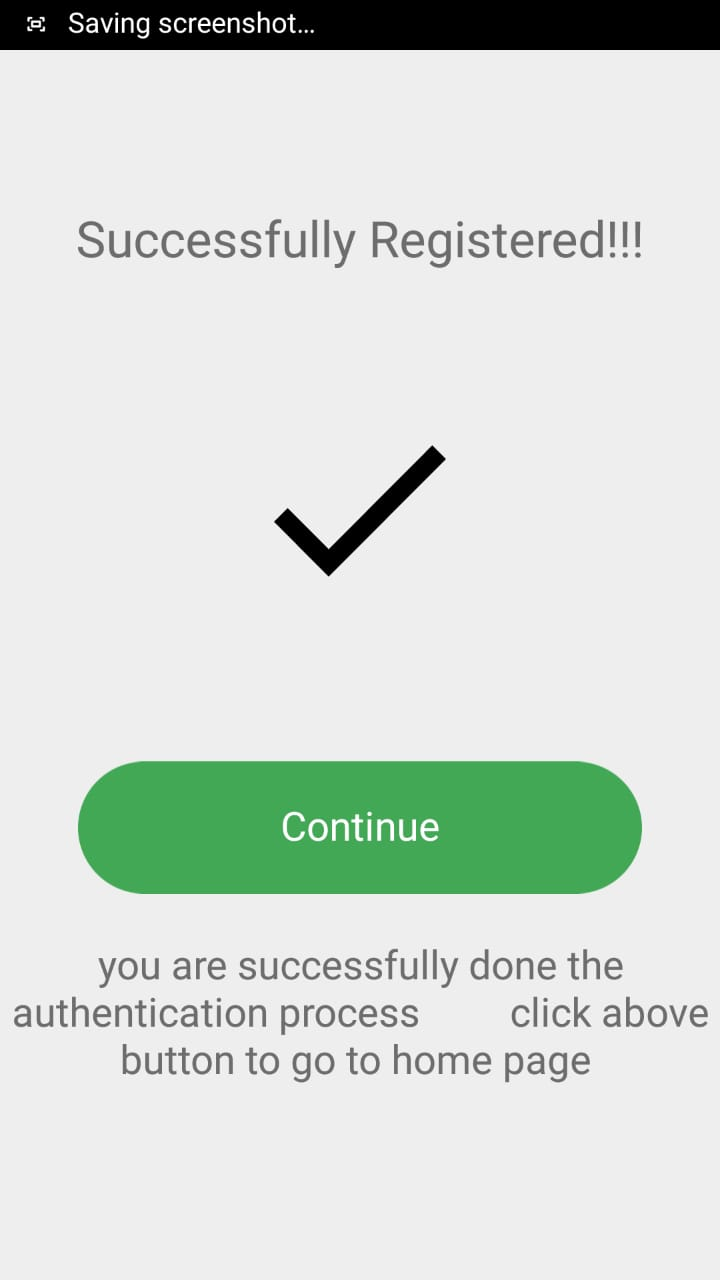 Saving screenshot...
Successfully Registered!!!
Continue
you are successfully done the
authentication process click above
button to go to home page